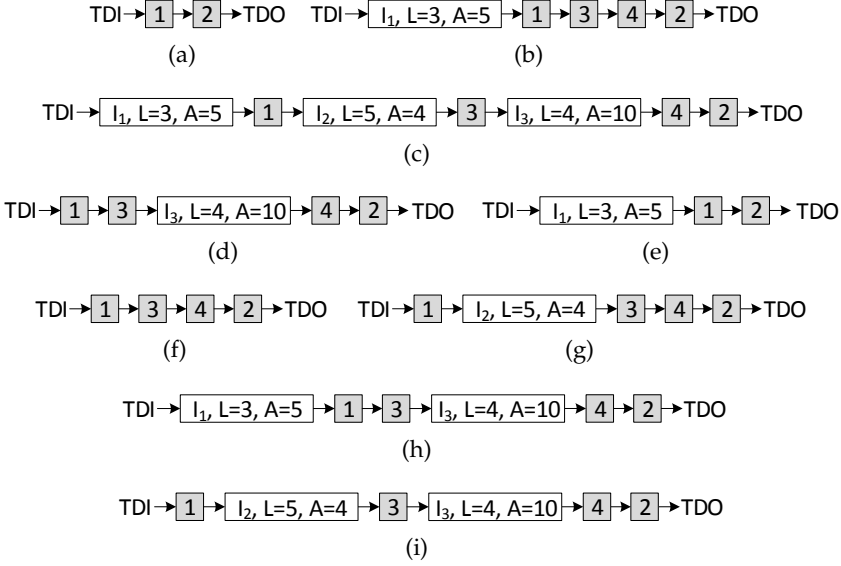 TDI 1 2 TDO TDI I₁, L=3, A=5 1 3 4 2 TDO
(a) (b)
TDI I₁, L=3, A=5 1 I₂, L=5, A=4 3 I₃, L=4, A=10 4 2 TDO
(c)
TDI 1 3 I₃, L=4, A=10 4 2 TDO TDI I₁, L=3, A=5 1 2 TDO
(d) (e)
TDI 1 3 4 2 TDO TDI 1 I₂, L=5, A=4 3 4 2 TDO
(f) (g)
TDI I₁, L=3, A=5 1 3 I₃, L=4, A=10 4 2 TDO
(h)
TDI 1 I₂, L=5, A=4 3 I₃, L=4, A=10 4 2 TDO
(i)